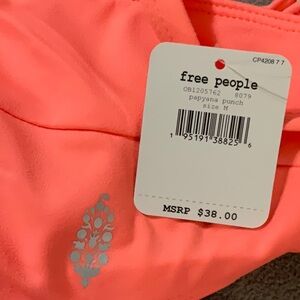 CP4208 7 7
free people
OB1205762 8079
papyana punch
size M
1 95191 38825 6
MSRP $38.00